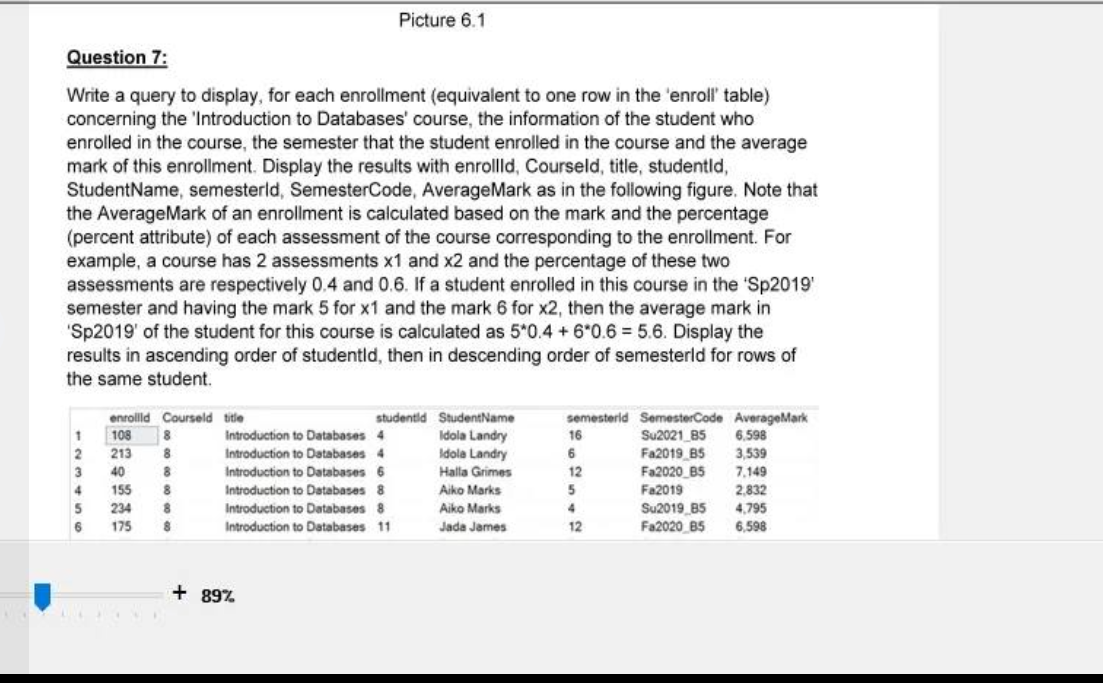 Picture 6.1
Question 7:
Write a query to display, for each enrollment (equivalent to one row in the 'enroll' table)
concerning the 'Introduction to Databases' course, the information of the student who
enrolled in the course, the semester that the student enrolled in the course and the average
mark of this enrollment. Display the results with enrollId, CourseId, title, studentId,
StudentName, semesterId, SemesterCode, AverageMark as in the following figure. Note that
the AverageMark of an enrollment is calculated based on the mark and the percentage
(percent attribute) of each assessment of the course corresponding to the enrollment. For
example, a course has 2 assessments x1 and x2 and the percentage of these two
assessments are respectively 0.4 and 0.6. If a student enrolled in this course in the 'Sp2019'
semester and having the mark 5 for x1 and the mark 6 for x2, then the average mark in
'Sp2019' of the student for this course is calculated as 5*0.4 + 6*0.6 = 5.6. Display the
results in ascending order of studentId, then in descending order of semesterId for rows of
the same student.
enrollId CourseId title studentId StudentName semesterId SemesterCode AverageMark
1 108 8 Introduction to Databases 4 Idola Landry 16 Su2021_B5 6,598
2 213 8 Introduction to Databases 4 Idola Landry 6 Fa2019_B5 3,539
3 40 8 Introduction to Databases 6 Halla Grimes 12 Fa2020_B5 7,149
4 155 8 Introduction to Databases 8 Aiko Marks 5 Fa2019 2,832
5 234 8 Introduction to Databases 8 Aiko Marks 4 Su2019_B5 4,795
6 175 8 Introduction to Databases 11 Jada James 12 Fa2020_B5 6,598
+ 89%